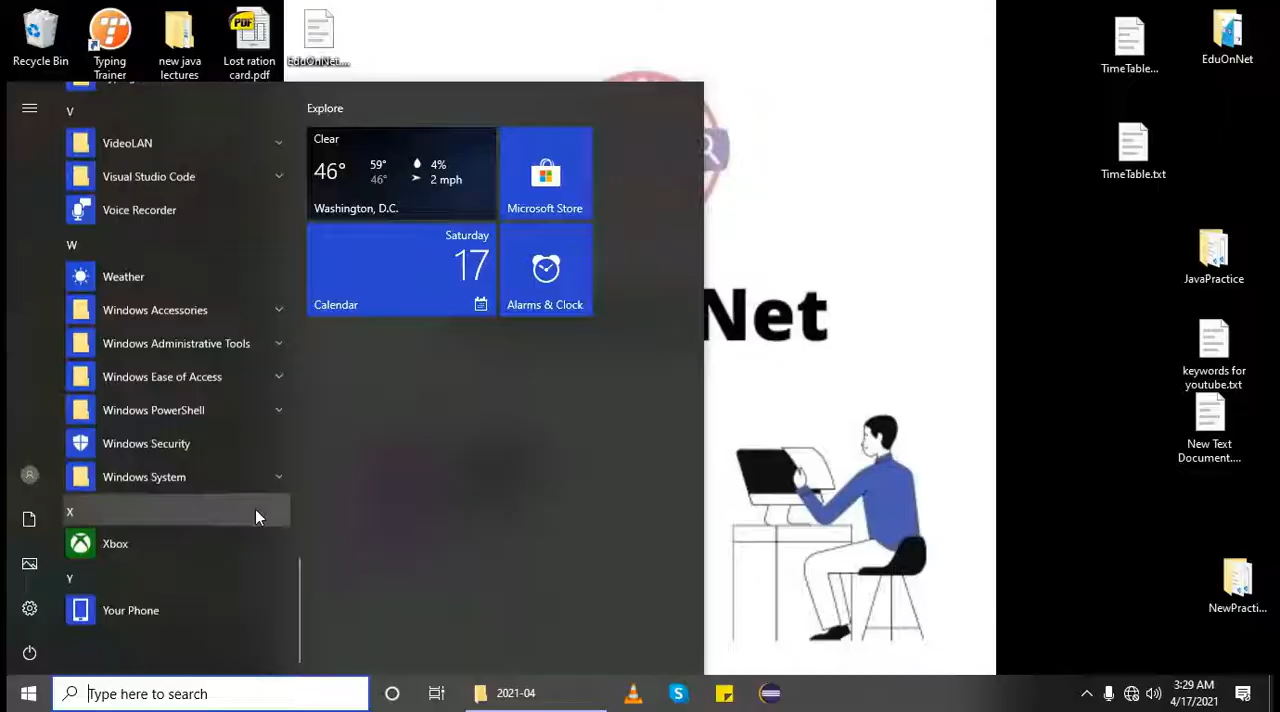 Recycle Bin
Typing
Trainer
new java
lectures
PDF
Lost ration
card.pdf
EduOnNet....
TimeTable...
EduOnNet
TimeTable.txt
JavaPractice
keywords for
youtube.txt
New Text
Document....
NewPracti...
Net
V
VideoLAN
Visual Studio Code
Voice Recorder
W
Weather
Windows Accessories
Windows Administrative Tools
Windows Ease of Access
Windows PowerShell
Windows Security
Windows System
X
Xbox
Y
Your Phone
Explore
Clear
46° 59° 4%
46° 2 mph
Washington, D.C.
Microsoft Store
Saturday
17
Calendar
Alarms & Clock
Type here to search
2021-04
3:29 AM
4/17/2021